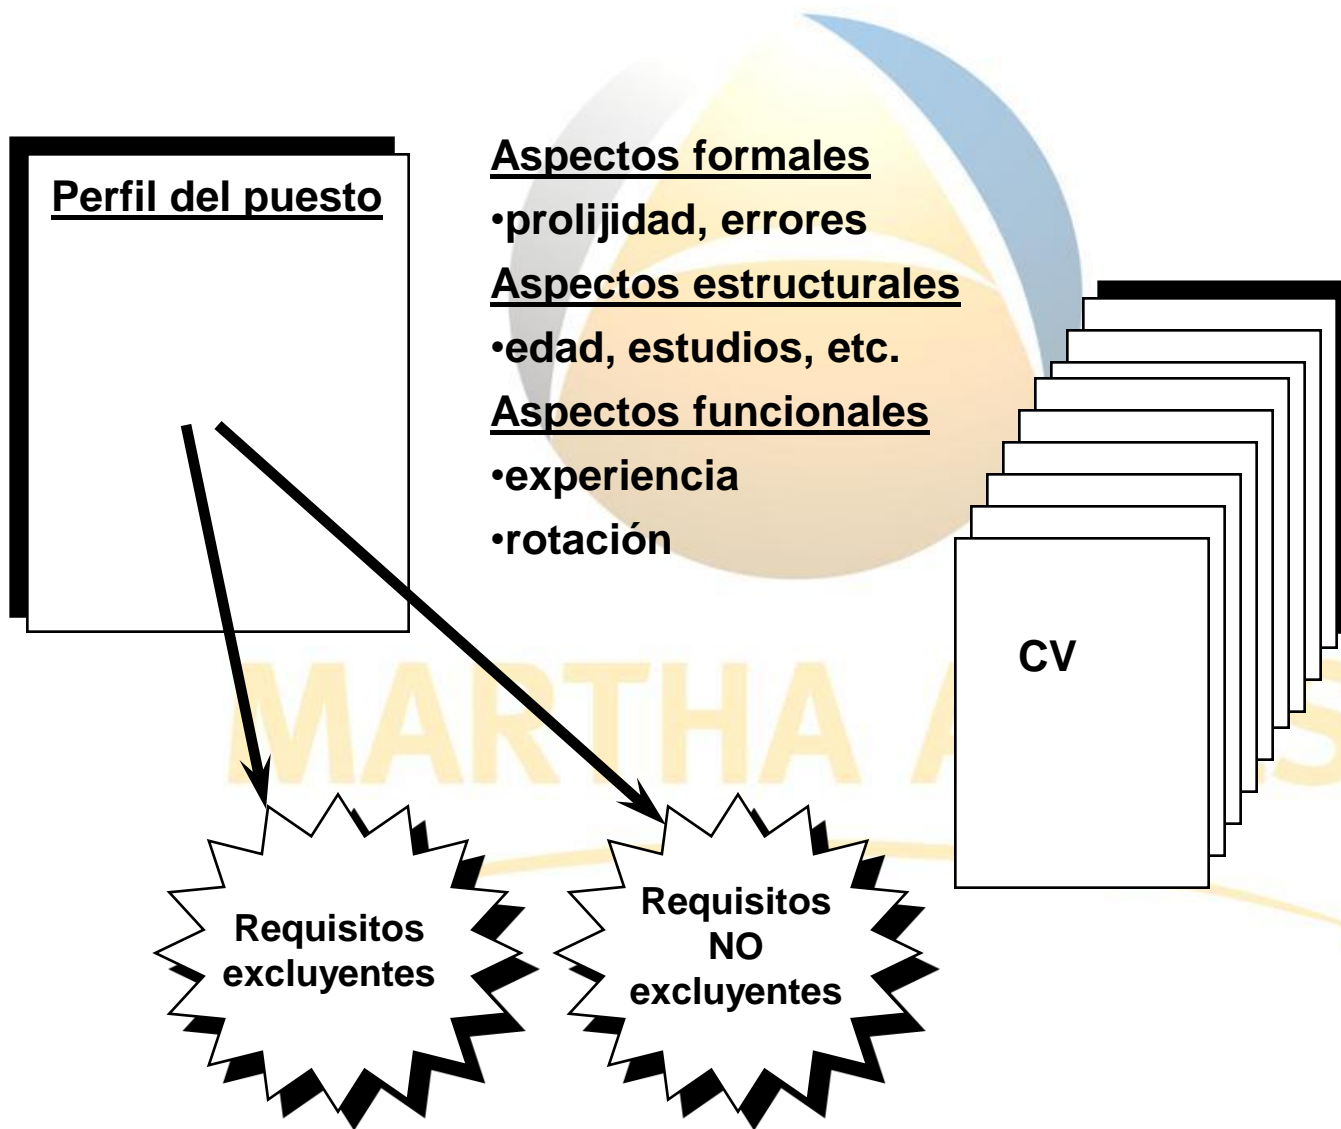 Perfil del puesto
Aspectos formales
•prolijidad, errores
Aspectos estructurales
•edad, estudios, etc.
Aspectos funcionales
•experiencia
•rotación
CV
MARTHA
Requisitos
excluyentes
Requisitos
NO
excluyentes